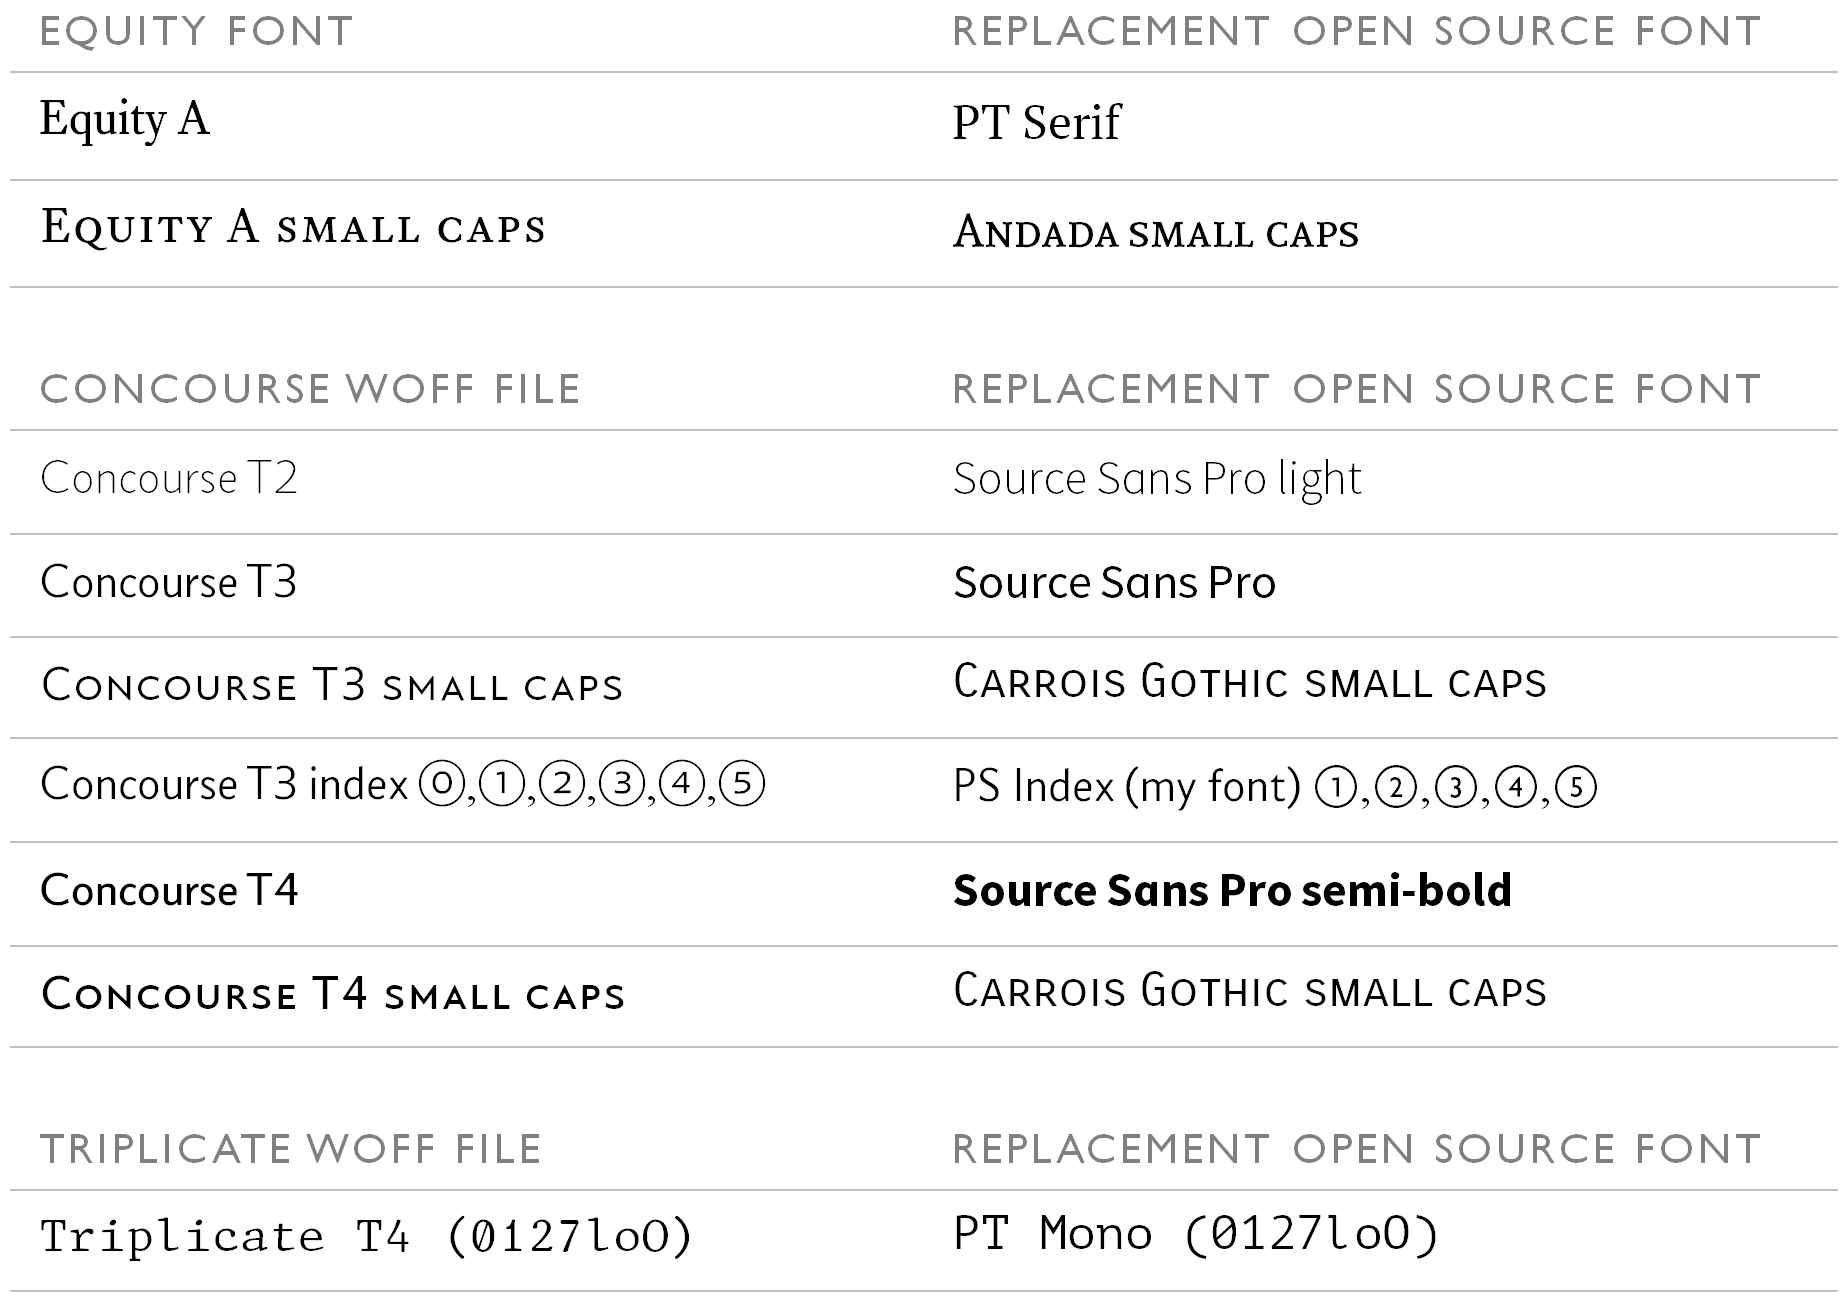 EQUITY FONT REPLACEMENT OPEN SOURCE FONT
Equity A PT Serif
EQUITY A SMALL CAPS ANDADA SMALL CAPS
CONCOURSE WOFF FILE REPLACEMENT OPEN SOURCE FONT
Concourse T2 Source Sans Pro light
Concourse T3 Source Sans Pro
CONCOURSE T3 SMALL CAPS CARROIS GOTHIC SMALL CAPS
Concourse T3 index ⓪,①,②,③,④,⑤ PS Index (my font) ①,②,③,④,⑤
Concourse T4 Source Sans Pro semi-bold
CONCOURSE T4 SMALL CAPS CARROIS GOTHIC SMALL CAPS
TRIPLICATE WOFF FILE REPLACEMENT OPEN SOURCE FONT
Triplicate T4 (0127loO) PT Mono (0127loO)